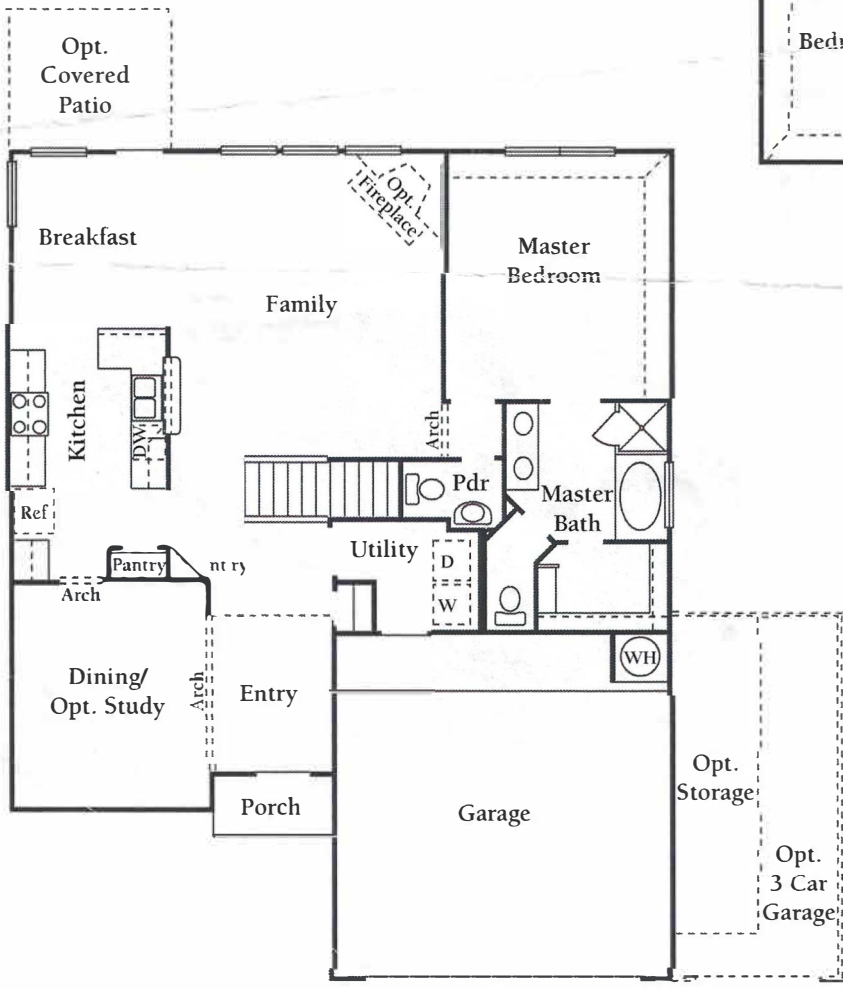 Opt.
Covered
Patio
Opt.
Fireplace
Breakfast
Master
Bedroom
Family
Kitchen
DW
Arch
Pdr
Master
Bath
Ref
Utility
D
Pantry
W
Arch
WH
Dining/
Opt. Study
Arch
Entry
Opt.
Storage
Porch
Garage
Opt.
3 Car
Garage